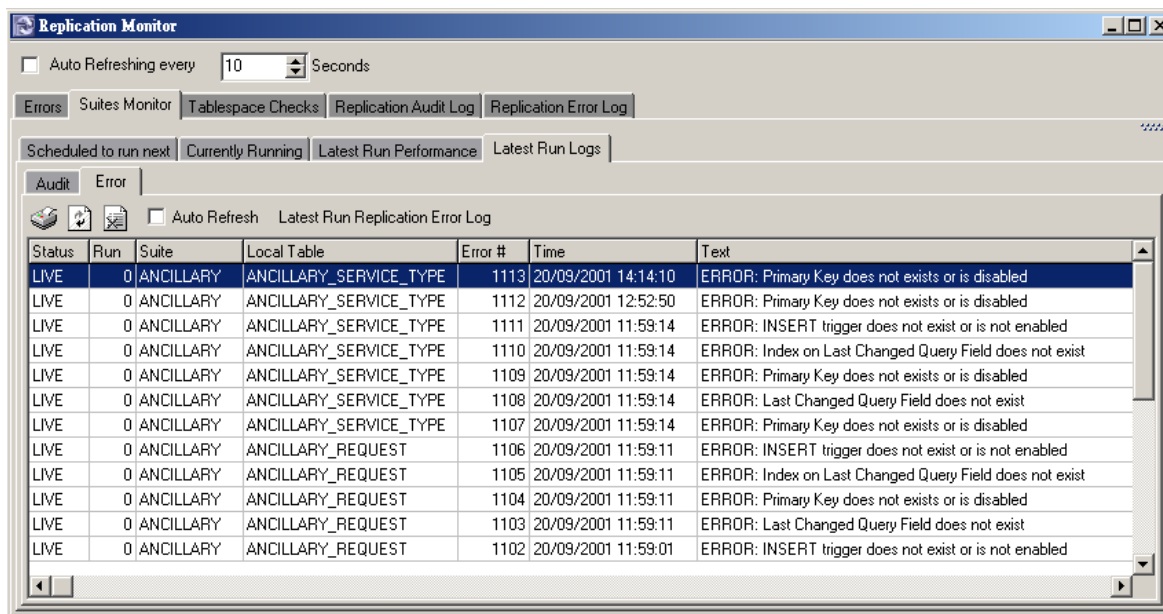 Replication Monitor
Auto Refreshing every 10 Seconds
Errors Suites Monitor Tablespace Checks Replication Audit Log Replication Error Log
Scheduled to run next Currently Running Latest Run Performance Latest Run Logs
Audit Error
Auto Refresh Latest Run Replication Error Log
Status Run Suite Local Table Error # Time Text
LIVE 0 ANCILLARY ANCILLARY_SERVICE_TYPE 1113 20/09/2001 14:14:10 ERROR: Primary Key does not exists or is disabled
LIVE 0 ANCILLARY ANCILLARY_SERVICE_TYPE 1112 20/09/2001 12:52:50 ERROR: Primary Key does not exists or is disabled
LIVE 0 ANCILLARY ANCILLARY_SERVICE_TYPE 1111 20/09/2001 11:59:14 ERROR: INSERT trigger does not exist or is not enabled
LIVE 0 ANCILLARY ANCILLARY_SERVICE_TYPE 1110 20/09/2001 11:59:14 ERROR: Index on Last Changed Query Field does not exist
LIVE 0 ANCILLARY ANCILLARY_SERVICE_TYPE 1109 20/09/2001 11:59:14 ERROR: Primary Key does not exists or is disabled
LIVE 0 ANCILLARY ANCILLARY_SERVICE_TYPE 1108 20/09/2001 11:59:14 ERROR: Last Changed Query Field does not exist
LIVE 0 ANCILLARY ANCILLARY_SERVICE_TYPE 1107 20/09/2001 11:59:14 ERROR: Primary Key does not exists or is disabled
LIVE 0 ANCILLARY ANCILLARY_REQUEST 1106 20/09/2001 11:59:11 ERROR: INSERT trigger does not exist or is not enabled
LIVE 0 ANCILLARY ANCILLARY_REQUEST 1105 20/09/2001 11:59:11 ERROR: Index on Last Changed Query Field does not exist
LIVE 0 ANCILLARY ANCILLARY_REQUEST 1104 20/09/2001 11:59:11 ERROR: Primary Key does not exists or is disabled
LIVE 0 ANCILLARY ANCILLARY_REQUEST 1103 20/09/2001 11:59:11 ERROR: Last Changed Query Field does not exist
LIVE 0 ANCILLARY ANCILLARY_REQUEST 1102 20/09/2001 11:59:01 ERROR: INSERT trigger does not exist or is not enabled